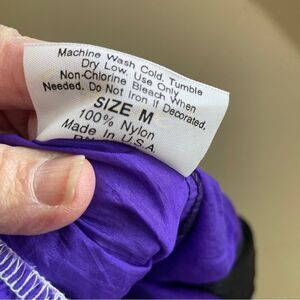 Machine Wash Cold. Tumble
Dry Low. Use Only
Non-Chlorine Bleach When
Needed. Do Not Iron if Decorated.
SIZE M
100% Nylon
Made In U.S.A.